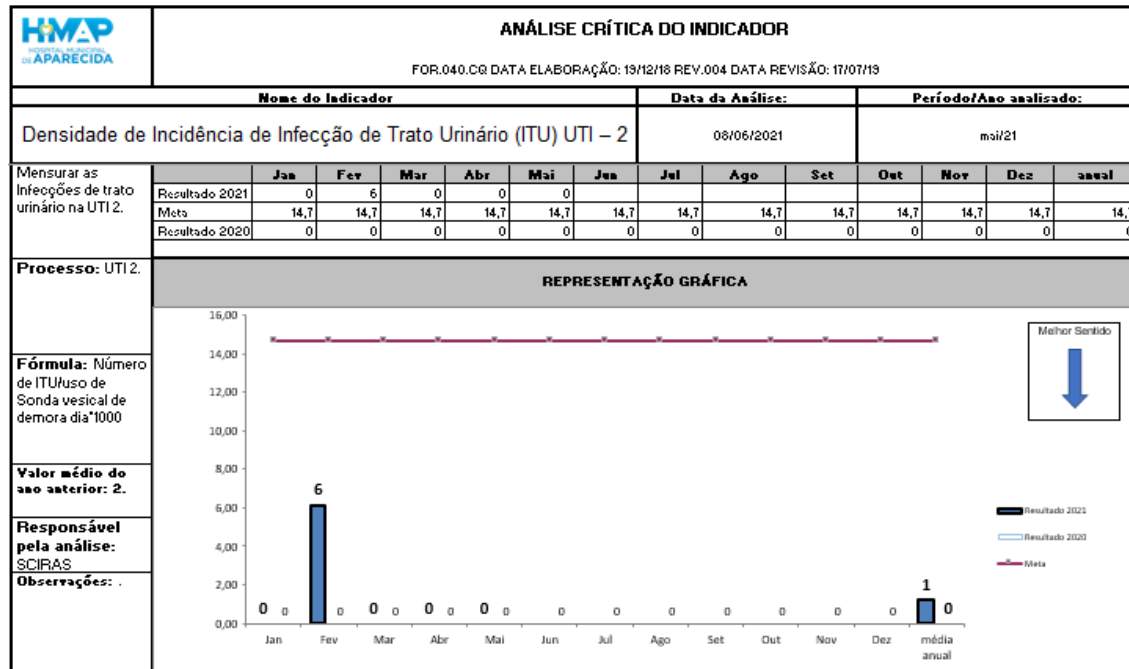 HMAP
HOSPITAL MUNICIPAL
DE APARECIDA
ANÁLISE CRÍTICA DO INDICADOR
FOR.040.CQ DATA ELABORAÇÃO: 19/12/18 REV.004 DATA REVISÃO: 17/07/19
Nome do Indicador Data da Análise: Período/Ano analisado:
Densidade de Incidência de Infecção de Trato Urinário (ITU) UTI – 2 08/06/2021 mai/21
Mensurar as
Infecções de trato
urinário na UTI 2.
Jan Fev Mar Abr Mai Jun Jul Ago Set Out Nov Dez anual
Resultado 2021 0 6 0 0 0
Meta 14,7 14,7 14,7 14,7 14,7 14,7 14,7 14,7 14,7 14,7 14,7 14,7 14,
Resultado 2020 0 0 0 0 0 0 0 0 0 0 0 0 0
Processo: UTI 2.
Fórmula: Número
de ITU/uso de
Sonda vesical de
demora dia*1000
Valor médio do
ano anterior: 2.
Responsável
pela análise:
SCIRAS
Observações: .
REPRESENTAÇÃO GRÁFICA
16,00
14,00
12,00
10,00
8,00
6,00
4,00
2,00
0,00
0 0 6 0 0 0 0 0 0 0 0 0 0 0 0 0 0 1 0
Jan Fev Mar Abr Mai Jun Jul Ago Set Out Nov Dez média
anual
Melhor Sentido
Resultado 2021
Resultado 2020
Meta